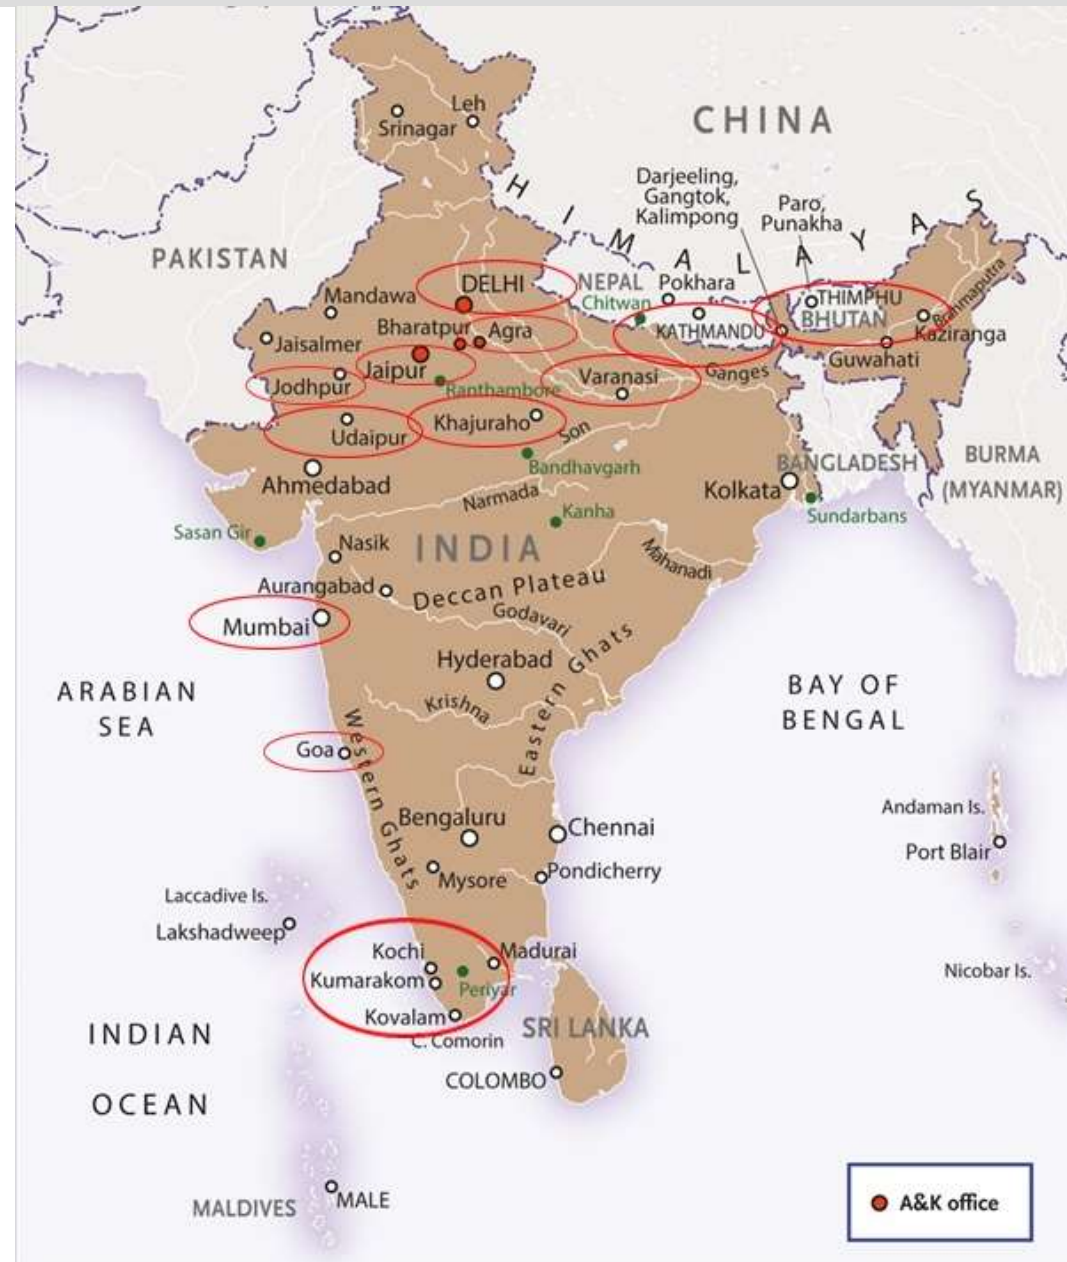 Leh
Srinagar
CHINA
HIMALAYAS
Darjeeling,
Gangtok,
Kalimpong
Paro,
Punakha
PAKISTAN
DELHI
NEPAL
Pokhara
Mandawa
Chitwan
THIMPHU
Brahmaputra
Bharatpur
Agra
KATHMANDU
BHUTAN
Kaziranga
Jaisalmer
Guwahati
Jaipur
Ganges
Jodhpur
Ranthambore
Varanasi
Khajuraho
Son
Udaipur
Bandhavgarh
BANGLADESH
BURMA
(MYANMAR)
Ahmedabad
Narmada
Kolkata
Kanha
Sundarbans
Sasan Gir
Nasik
INDIA
Mahanadi
Aurangabad
Deccan Plateau
Godavari
Mumbai
Hyderabad
Eastern Ghats
ARABIAN
SEA
BAY OF
BENGAL
Krishna
Goa
Western Ghats
Andaman Is.
Bengaluru
Chennai
Port Blair
Mysore
Pondicherry
Laccadive Is.
Lakshadweep
Kochi
Madurai
Kumarakom
Periyar
Nicobar Is.
Kovalam
SRI LANKA
C. Comorin
INDIAN
OCEAN
COLOMBO
MALDIVES
MALE
A&K office